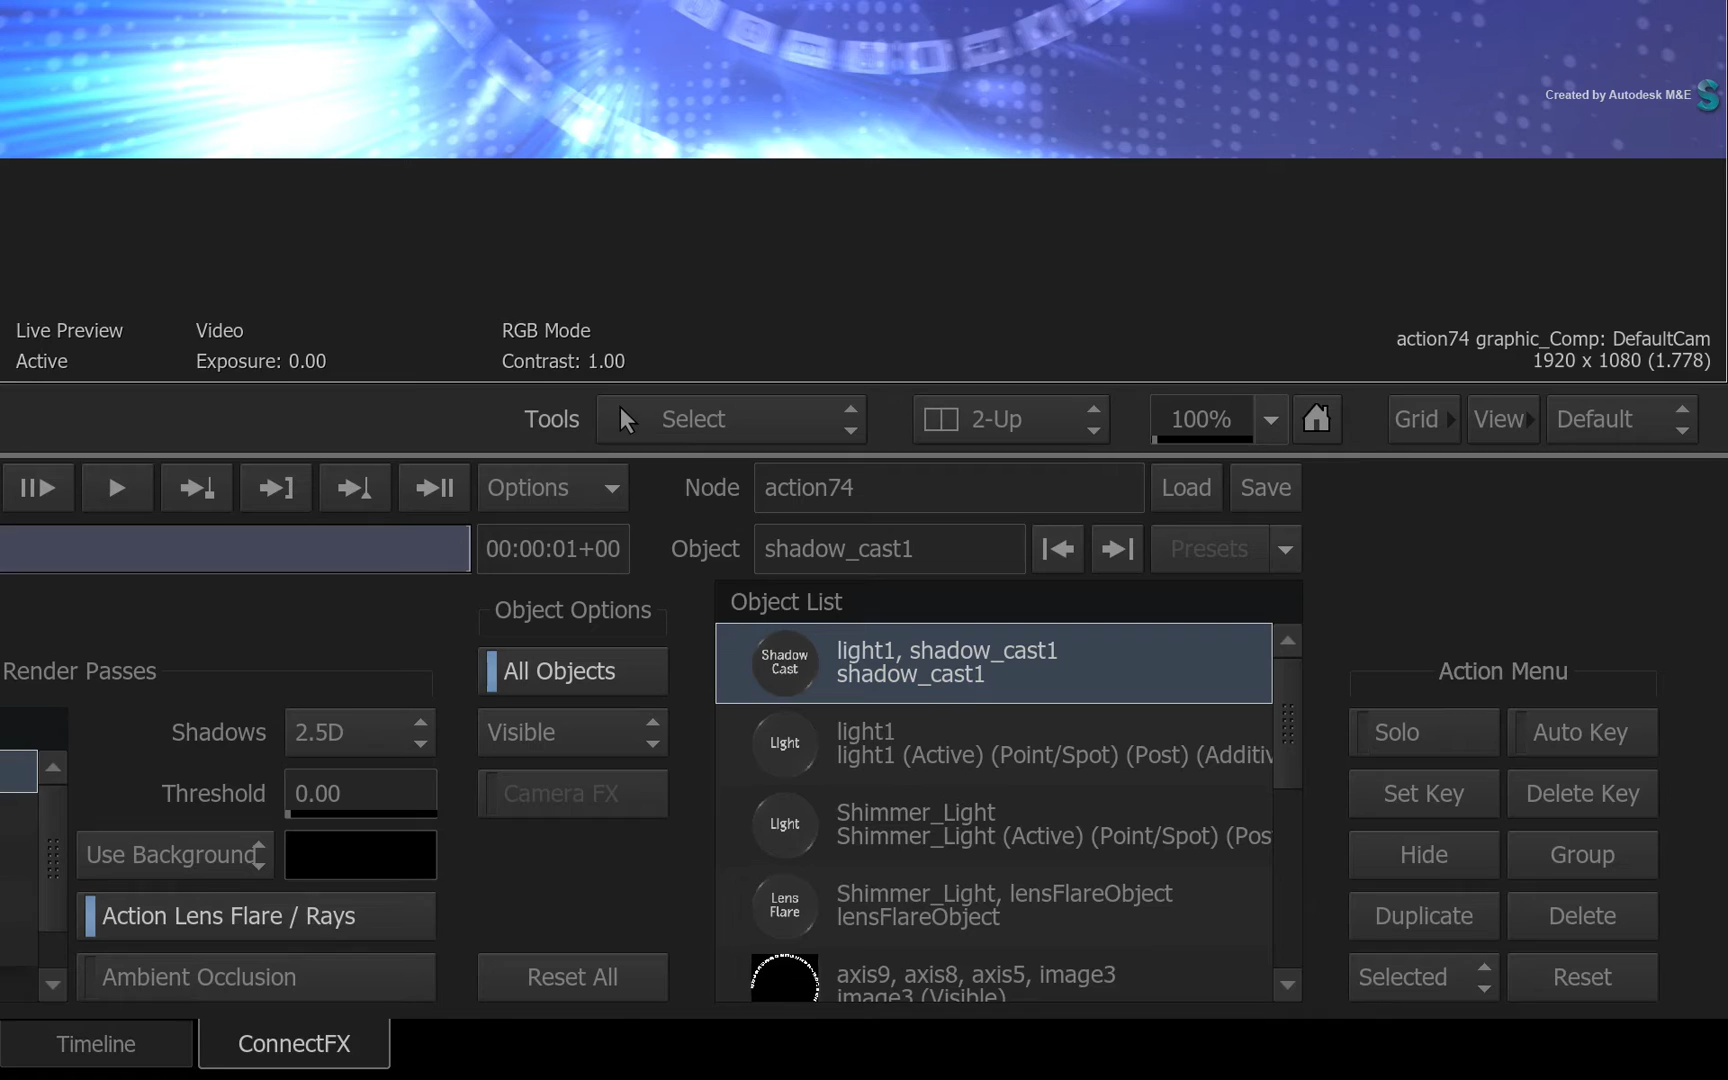 Created by Autodesk M&E
Live Preview
Active
Video
Exposure: 0.00
RGB Mode
Contrast: 1.00
action74 graphic_Comp: DefaultCam
1920 x 1080 (1.778)
Tools
Select
2-Up
100%
Grid
View
Default
Options
Node
action74
Load
Save
00:00:01+00
Object
shadow_cast1
Presets
Object Options
Object List
Render Passes
All Objects
Shadow
Cast
light1, shadow_cast1
shadow_cast1
Action Menu
Shadows
2.5D
Visible
Light
light1
light1 (Active) (Point/Spot) (Post) (Additiv
Solo
Auto Key
Threshold
0.00
Camera FX
Light
Shimmer_Light
Shimmer_Light (Active) (Point/Spot) (Pos
Set Key
Delete Key
Use Background
Hide
Group
Action Lens Flare / Rays
Lens
Flare
Shimmer_Light, lensFlareObject
lensFlareObject
Duplicate
Delete
Ambient Occlusion
Reset All
axis9, axis8, axis5, image3
image3 (Visible)
Selected
Reset
Timeline
ConnectFX